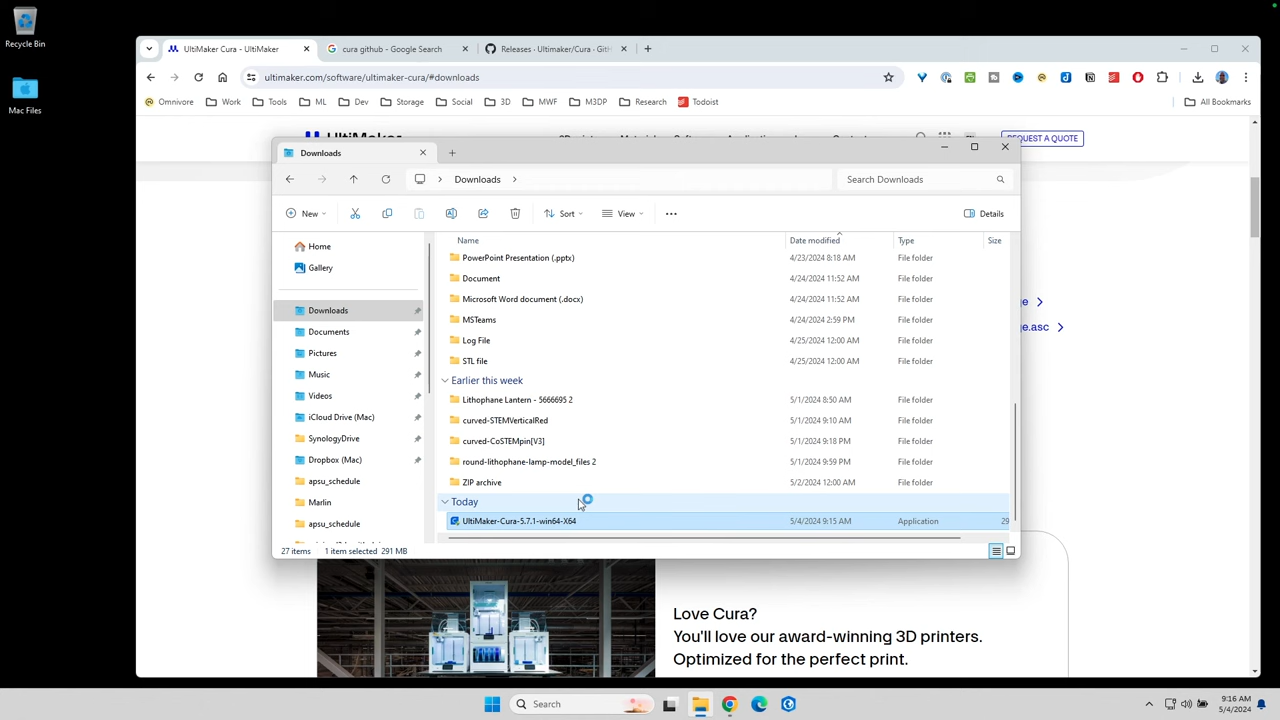 Recycle Bin
Mac Files
UltiMaker Cura - UltiMaker
cura github - Google Search
Releases · Ultimaker/Cura · GitH
ultimaker.com/software/ultimaker-cura/#downloads
Omnivore
Work
Tools
ML
Dev
Storage
Social
3D
MWF
M3DP
Research
Todoist
All Bookmarks
UltiMaker
REQUEST A QUOTE
Downloads
Downloads
Search Downloads
New
Sort
View
Details
Home
Gallery
Downloads
Documents
Pictures
Music
Videos
iCloud Drive (Mac)
SynologyDrive
Dropbox (Mac)
apsu_schedule
Marlin
apsu_schedule
Name Date modified Type Size
PowerPoint Presentation (.pptx) 4/23/2024 8:18 AM File folder
Document 4/24/2024 11:52 AM File folder
Microsoft Word document (.docx) 4/24/2024 11:52 AM File folder
MSTeams 4/24/2024 2:59 PM File folder
Log File 4/25/2024 12:00 AM File folder
STL file 4/25/2024 12:00 AM File folder
Earlier this week
Lithophane Lantern - 5666695 2 5/1/2024 8:50 AM File folder
curved-STEMVerticalRed 5/1/2024 9:10 AM File folder
curved-CoSTEMpin[V3] 5/1/2024 9:18 PM File folder
round-lithophane-lamp-model_files 2 5/1/2024 9:59 PM File folder
ZIP archive 5/2/2024 12:00 AM File folder
Today
UltiMaker-Cura-5.7.1-win64-X64 5/4/2024 9:15 AM Application 29
27 items 1 item selected 291 MB
ge
ge.asc
Love Cura?
You'll love our award-winning 3D printers.
Optimized for the perfect print.
Search
9:16 AM
5/4/2024